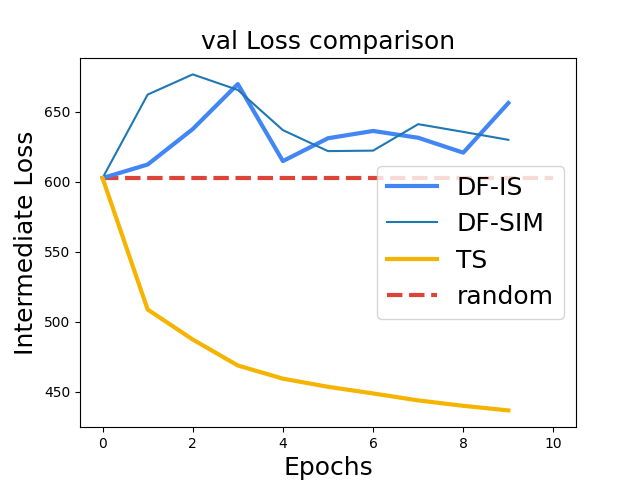 val Loss comparison
Intermediate Loss
650
600
550
500
450
DF-IS
DF-SIM
TS
random
0
2
4
6
8
10
Epochs